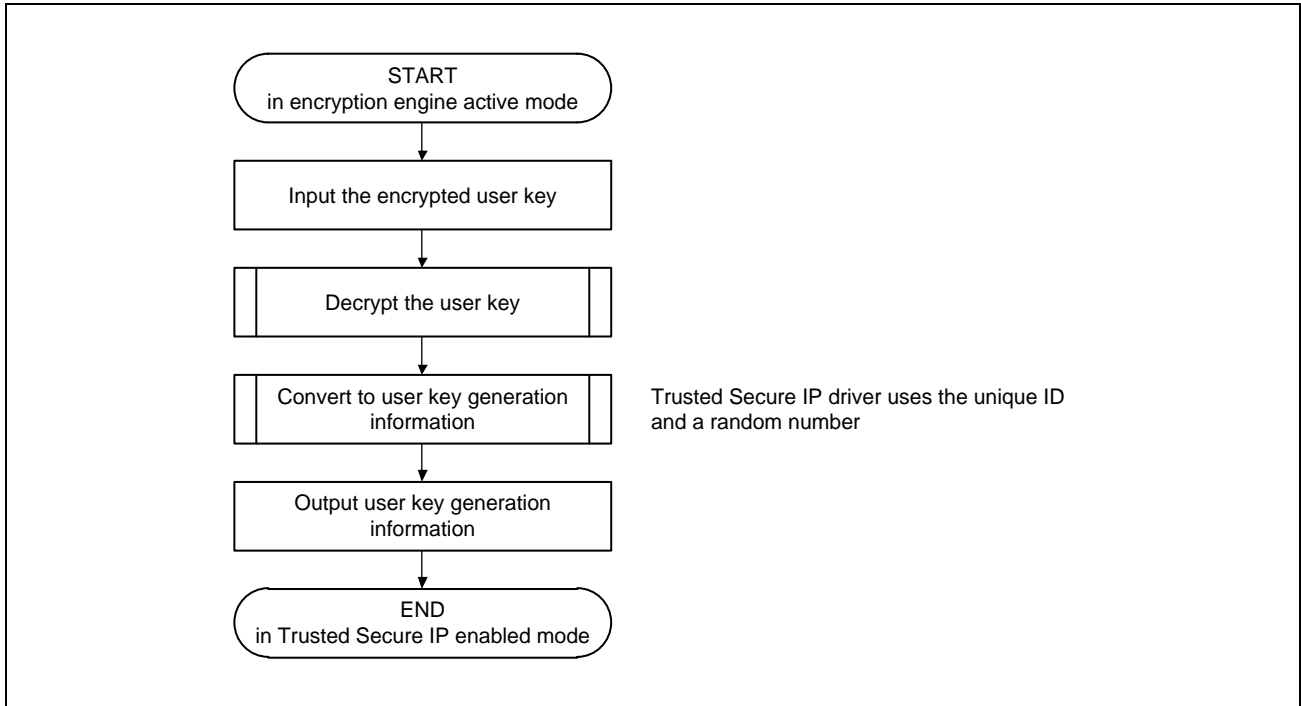 START
in encryption engine active mode
Input the encrypted user key
Decrypt the user key
Convert to user key generation
information
Trusted Secure IP driver uses the unique ID
and a random number
Output user key generation
information
END
in Trusted Secure IP enabled mode